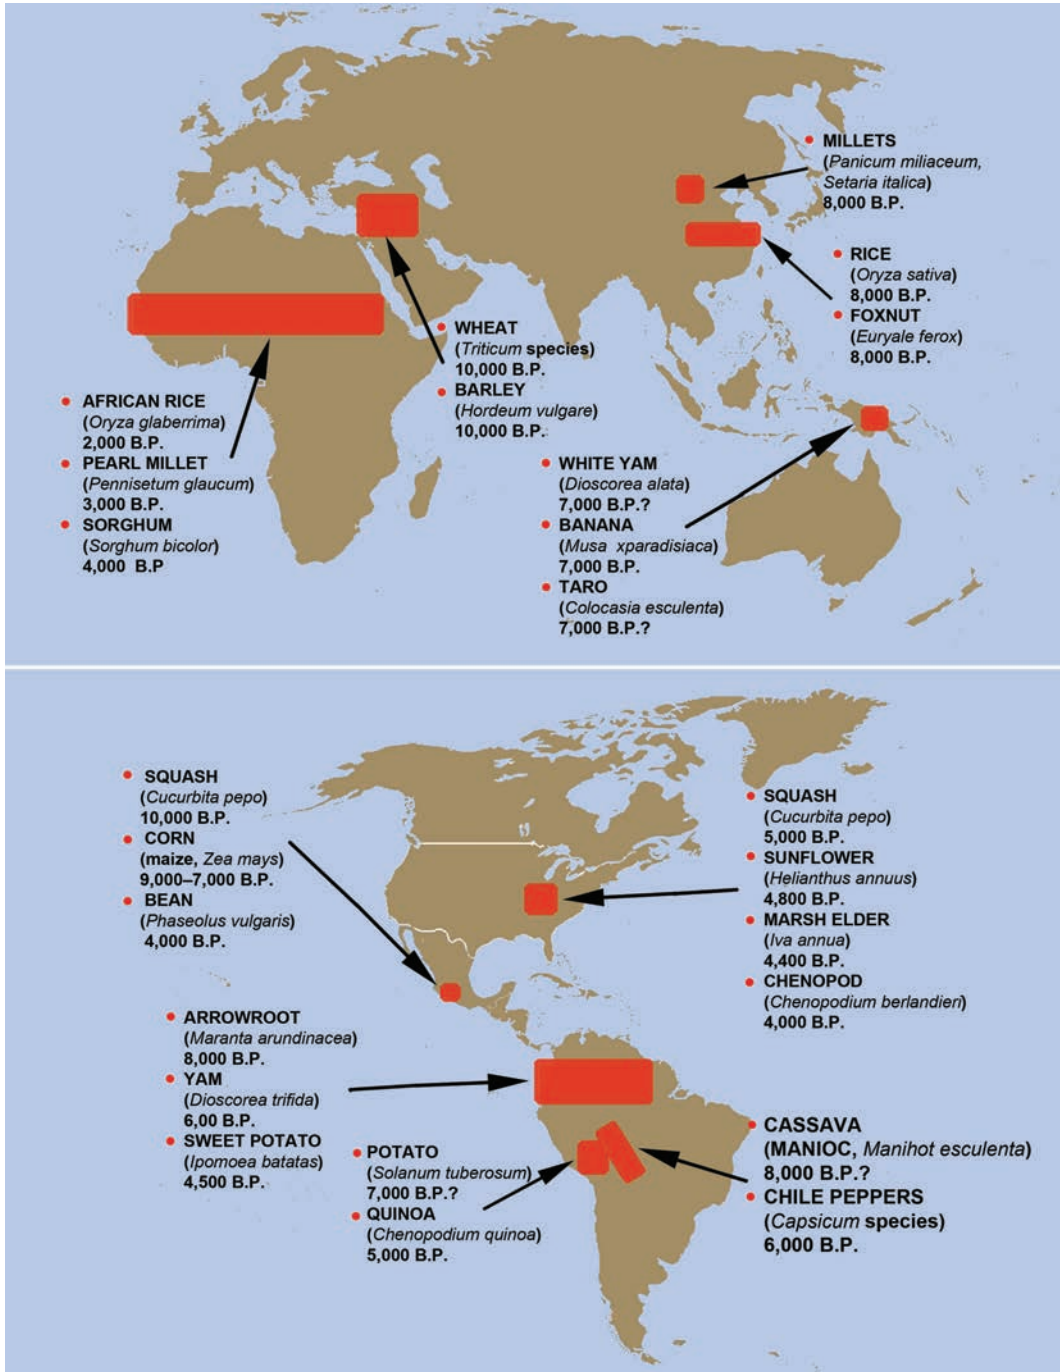 MILLETS
(Panicum miliaceum,
Setaria italica)
8,000 B.P.
RICE
(Oryza sativa)
8,000 B.P.
FOXNUT
(Euryale ferox)
8,000 B.P.
WHEAT
(Triticum species)
10,000 B.P.
BARLEY
(Hordeum vulgare)
10,000 B.P.
AFRICAN RICE
(Oryza glaberrima)
2,000 B.P.
PEARL MILLET
(Pennisetum glaucum)
3,000 B.P.
SORGHUM
(Sorghum bicolor)
4,000 B.P
WHITE YAM
(Dioscorea alata)
7,000 B.P.?
BANANA
(Musa xparadisiaca)
7,000 B.P.
TARO
(Colocasia esculenta)
7,000 B.P.?
SQUASH
(Cucurbita pepo)
10,000 B.P.
CORN
(maize, Zea mays)
9,000–7,000 B.P.
BEAN
(Phaseolus vulgaris)
4,000 B.P.
SQUASH
(Cucurbita pepo)
5,000 B.P.
SUNFLOWER
(Helianthus annuus)
4,800 B.P.
MARSH ELDER
(Iva annua)
4,400 B.P.
CHENOPOD
(Chenopodium berlandieri)
4,000 B.P.
ARROWROOT
(Maranta arundinacea)
8,000 B.P.
YAM
(Dioscorea trifida)
6,00 B.P.
SWEET POTATO
(Ipomoea batatas)
4,500 B.P.
POTATO
(Solanum tuberosum)
7,000 B.P.?
QUINOA
(Chenopodium quinoa)
5,000 B.P.
CASSAVA
(MANIOC, Manihot esculenta)
8,000 B.P.?
CHILE PEPPERS
(Capsicum species)
6,000 B.P.